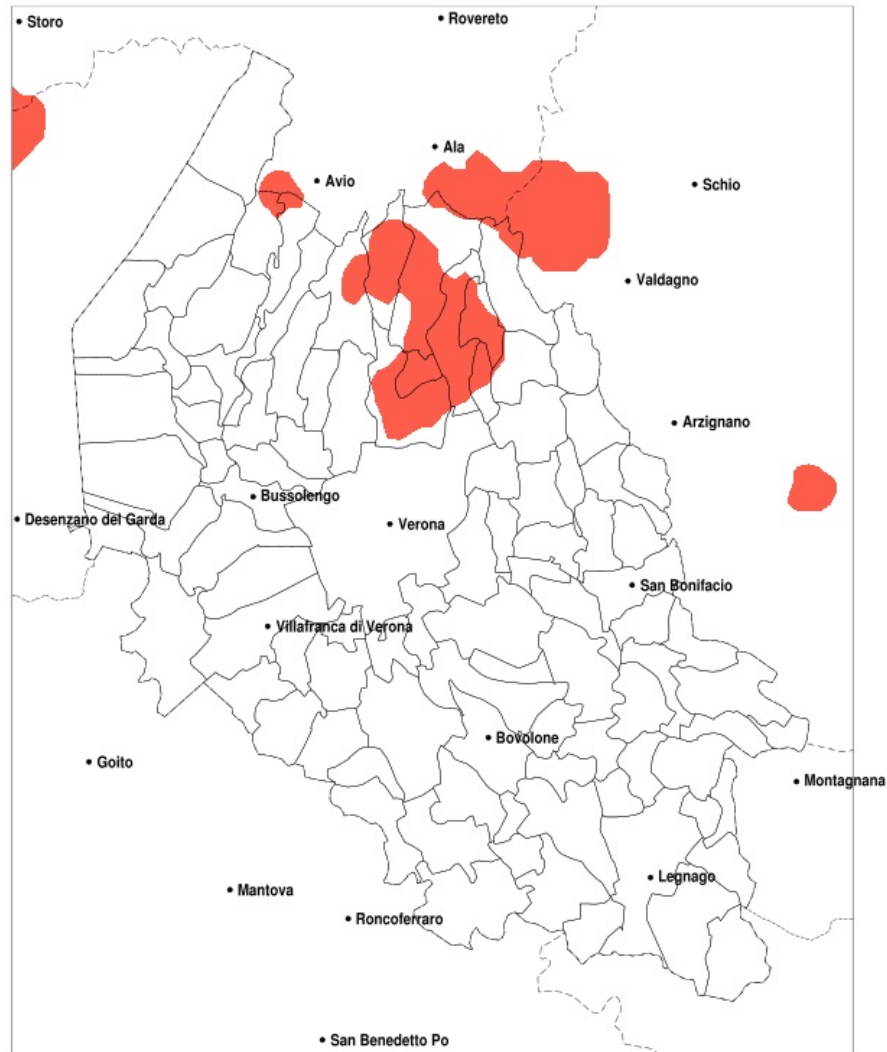 Storo
Rovereto
Ala
Avio
Schio
Valdagno
Arzignano
Bussolengo
Desenzano del Garda
Verona
San Bonifacio
Villafranca di Verona
Bovolone
Goito
Montagnana
Legnago
Mantova
Roncoferraro
San Benedetto Po